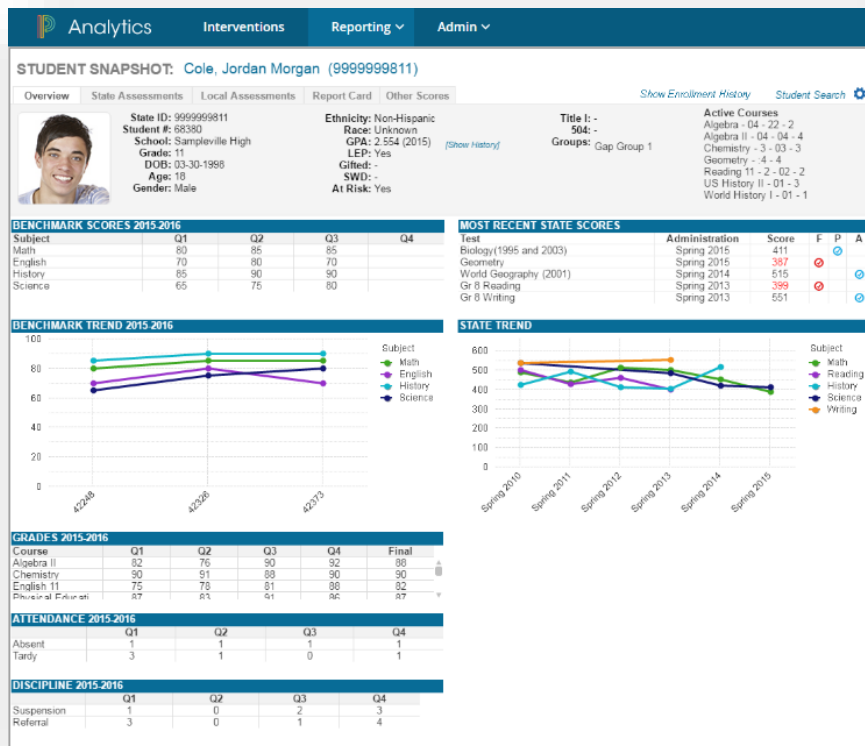 Analytics Interventions Reporting Admin
STUDENT SNAPSHOT: Cole, Jordan Morgan (9999999811)
Overview State Assessments Local Assessments Report Card Other Scores Show Enrollment History Student Search
State ID: 9999999811
Student #: 68380
School: Sampleville High
Grade: 11
DOB: 03-30-1998
Age: 18
Gender: Male
Ethnicity: Non-Hispanic
Race: Unknown
GPA: 2.554 (2015) [Show History]
LEP: Yes
Gifted: -
SWD: -
At Risk: Yes
Title I: -
504: -
Groups: Gap Group 1
Active Courses
Algebra - 04 - 22 - 2
Algebra II - 04 - 04 - 4
Chemistry - 3 - 03 - 3
Geometry - :4 - 4
Reading 11 - 2 - 02 - 2
US History II - 01 - 3
World History I - 01 - 1
BENCHMARK SCORES 2015-2016
Subject Q1 Q2 Q3 Q4
Math 80 85 85
English 70 80 70
History 85 90 90
Science 65 75 80
MOST RECENT STATE SCORES
Test Administration Score F P A
Biology(1995 and 2003) Spring 2015 411
Geometry Spring 2015 387
World Geography (2001) Spring 2014 515
Gr 8 Reading Spring 2013 399
Gr 8 Writing Spring 2013 551
BENCHMARK TREND 2015-2016
100
80
60
40
20
0
42248
42326
42373
Subject
Math
English
History
Science
STATE TREND
600
500
400
300
200
100
0
Spring 2010
Spring 2011
Spring 2012
Spring 2013
Spring 2014
Spring 2015
Subject
Math
Reading
History
Science
Writing
GRADES 2015-2016
Course Q1 Q2 Q3 Q4 Final
Algebra II 82 76 90 92 88
Chemistry 90 91 88 90 90
English 11 75 78 81 88 82
Physical Educati 87 83 91 86 87
ATTENDANCE 2015-2016
Q1 Q2 Q3 Q4
Absent 1 1 1 1
Tardy 3 1 0 1
DISCIPLINE 2015-2016
Q1 Q2 Q3 Q4
Suspension 1 0 2 3
Referral 3 0 1 4